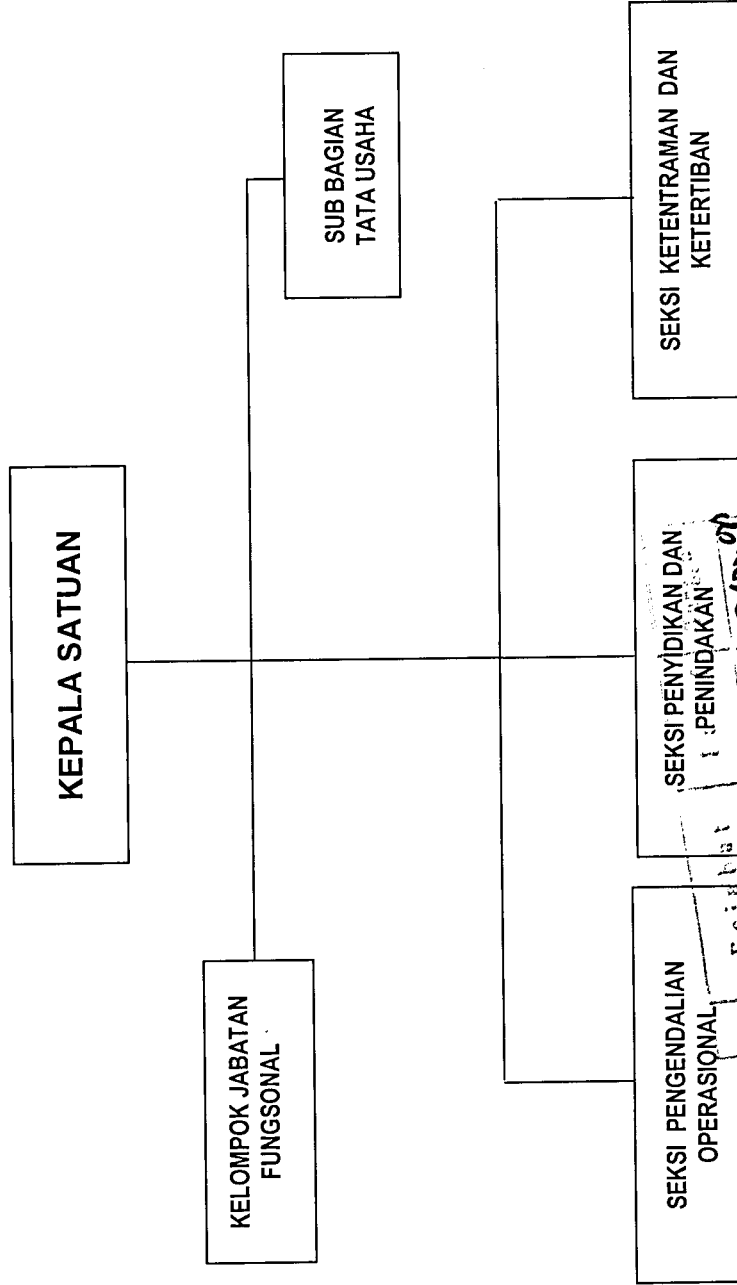 KEPALA SATUAN
KELOMPOK JABATAN
FUNGSONAL
SUB BAGIAN
TATA USAHA
SEKSI PENGENDALIAN
OPERASIONAL
SEKSI PENYIDIKAN DAN
PENINDAKAN
SEKSI KETENTRAMAN DAN
KETERTIBAN